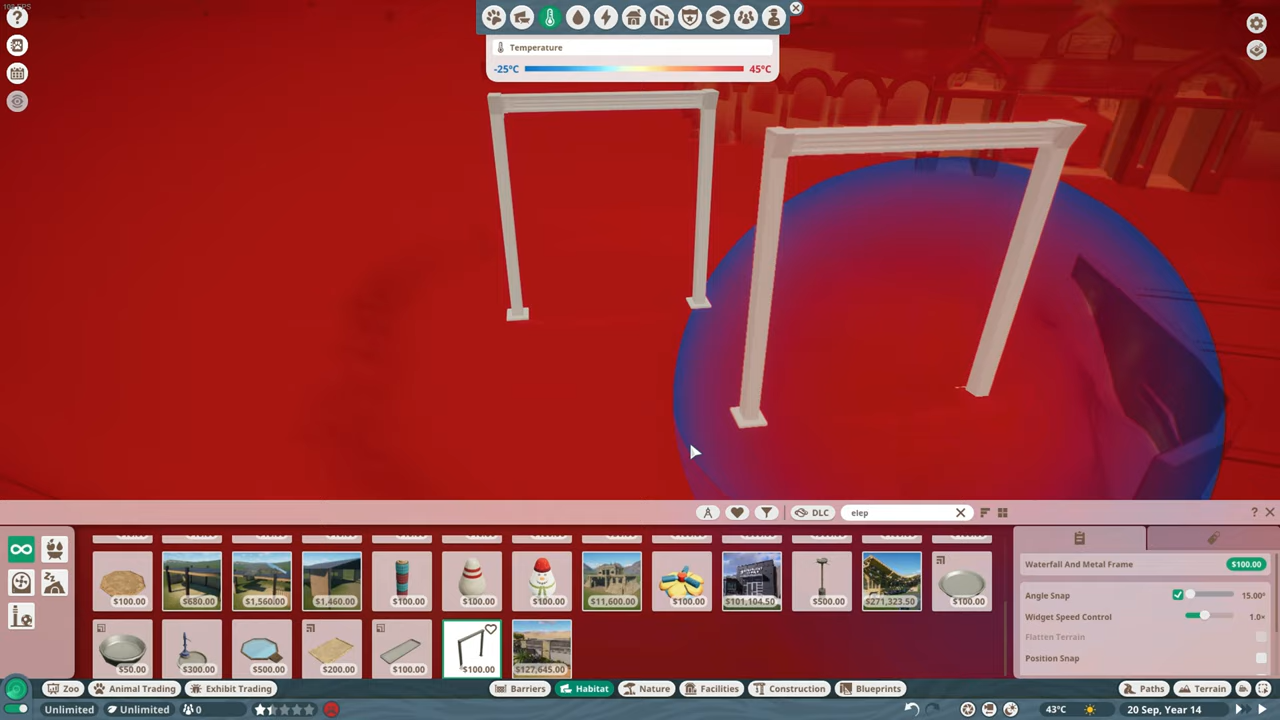 108 FPS
Temperature
-25°C
45°C
DLC
elep
$100.00
$680.00
$1,560.00
$1,460.00
$100.00
$100.00
$100.00
$11,600.00
$100.00
$101,104.50
$500.00
$271,323.50
$100.00
$50.00
$300.00
$500.00
$200.00
$100.00
$100.00
$127,645.00
Waterfall And Metal Frame
$100.00
Angle Snap
15.00°
Widget Speed Control
1.0×
Flatten Terrain
Position Snap
Zoo
Animal Trading
Exhibit Trading
Barriers
Habitat
Nature
Facilities
Construction
Blueprints
Paths
Terrain
Unlimited
Unlimited
0
43°C
20 Sep, Year 14